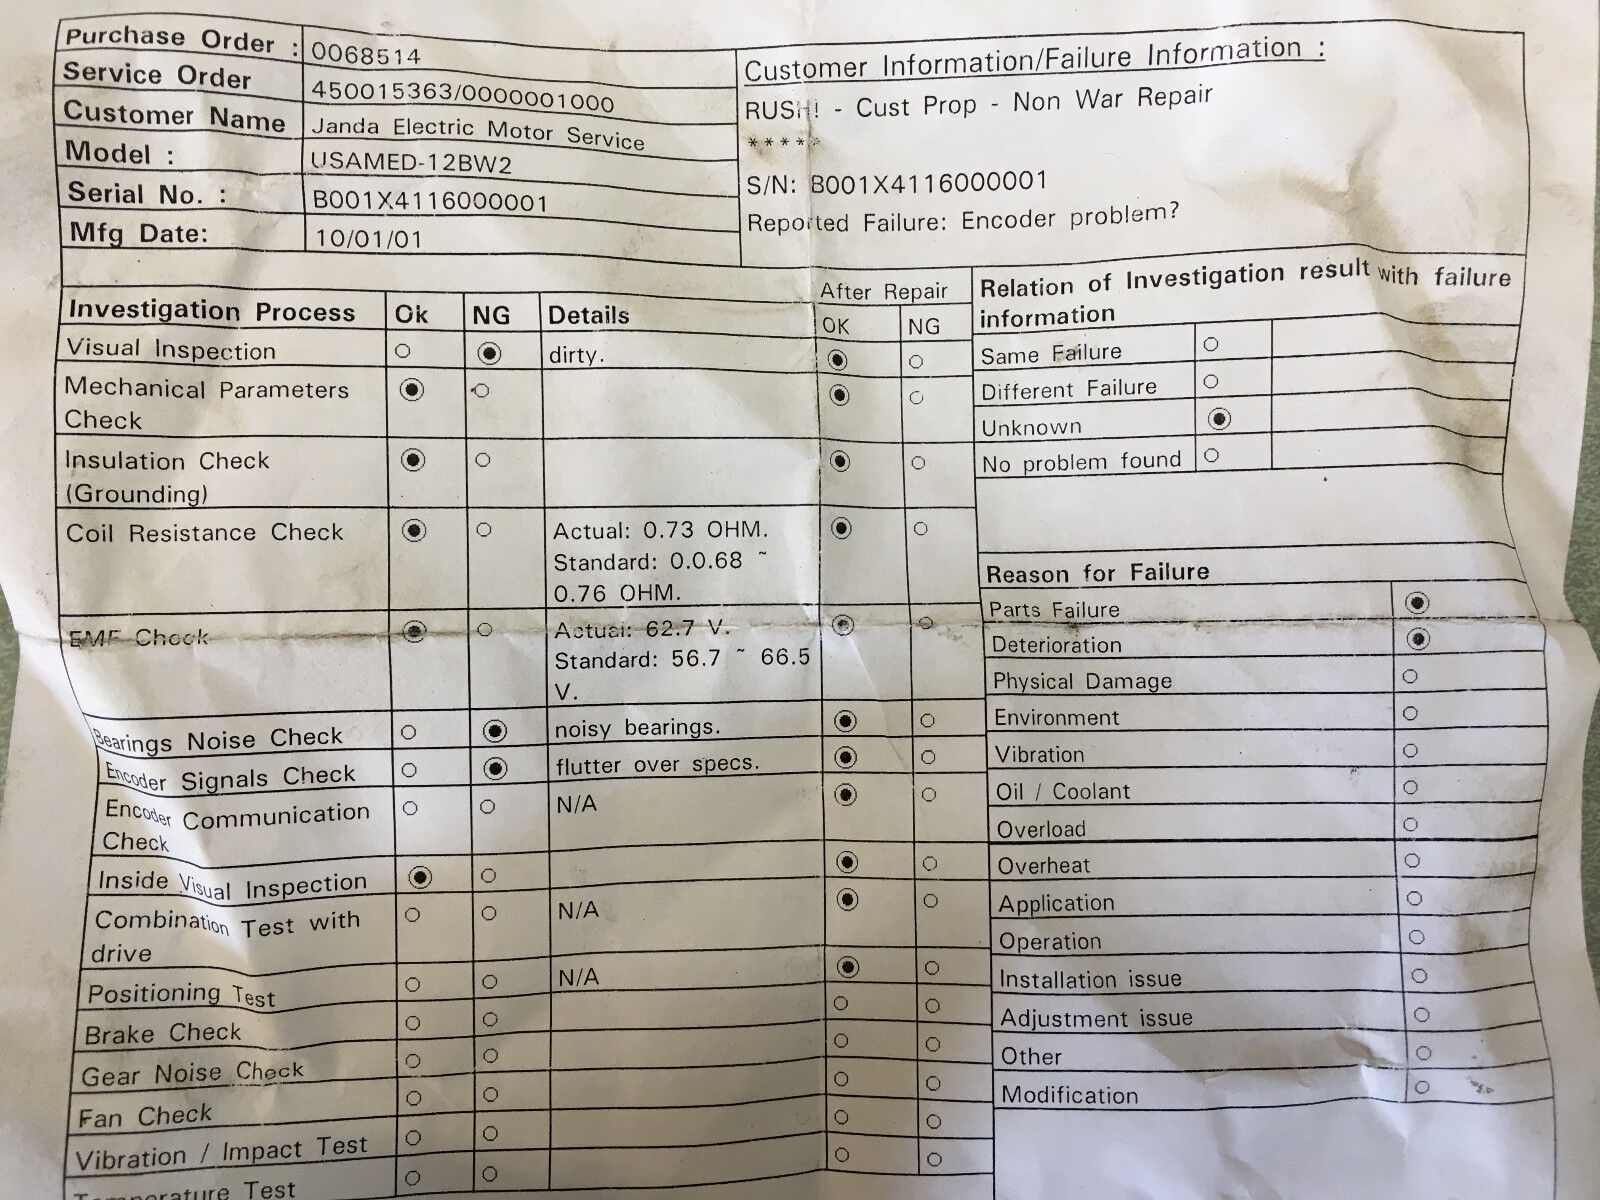 Purchase Order : 0068514
Service Order 450015363/0000001000
Customer Name Janda Electric Motor Service
Model : USAMED-12BW2
Serial No. : B001X4116000001
Mfg Date: 10/01/01
Customer Information/Failure Information :
RUSH! - Cust Prop - Non War Repair
*****
S/N: B001X4116000001
Reported Failure: Encoder problem?
After Repair
Investigation Process Ok NG Details OK NG
Visual Inspection dirty.
Mechanical Parameters
Check
Insulation Check
(Grounding)
Coil Resistance Check Actual: 0.73 OHM.
Standard: 0.0.68 ~
0.76 OHM.
EMF Check Actual: 62.7 V.
Standard: 56.7 ~ 66.5
V.
Bearings Noise Check noisy bearings.
Encoder Signals Check flutter over specs.
Encoder Communication N/A
Check
Inside Visual Inspection
Combination Test with N/A
drive
Positioning Test N/A
Brake Check
Gear Noise Check
Fan Check
Vibration / Impact Test
Temperature Test
Relation of Investigation result with failure
information
Same Failure
Different Failure
Unknown
No problem found
Reason for Failure
Parts Failure
Deterioration
Physical Damage
Environment
Vibration
Oil / Coolant
Overload
Overheat
Application
Operation
Installation issue
Adjustment issue
Other
Modification